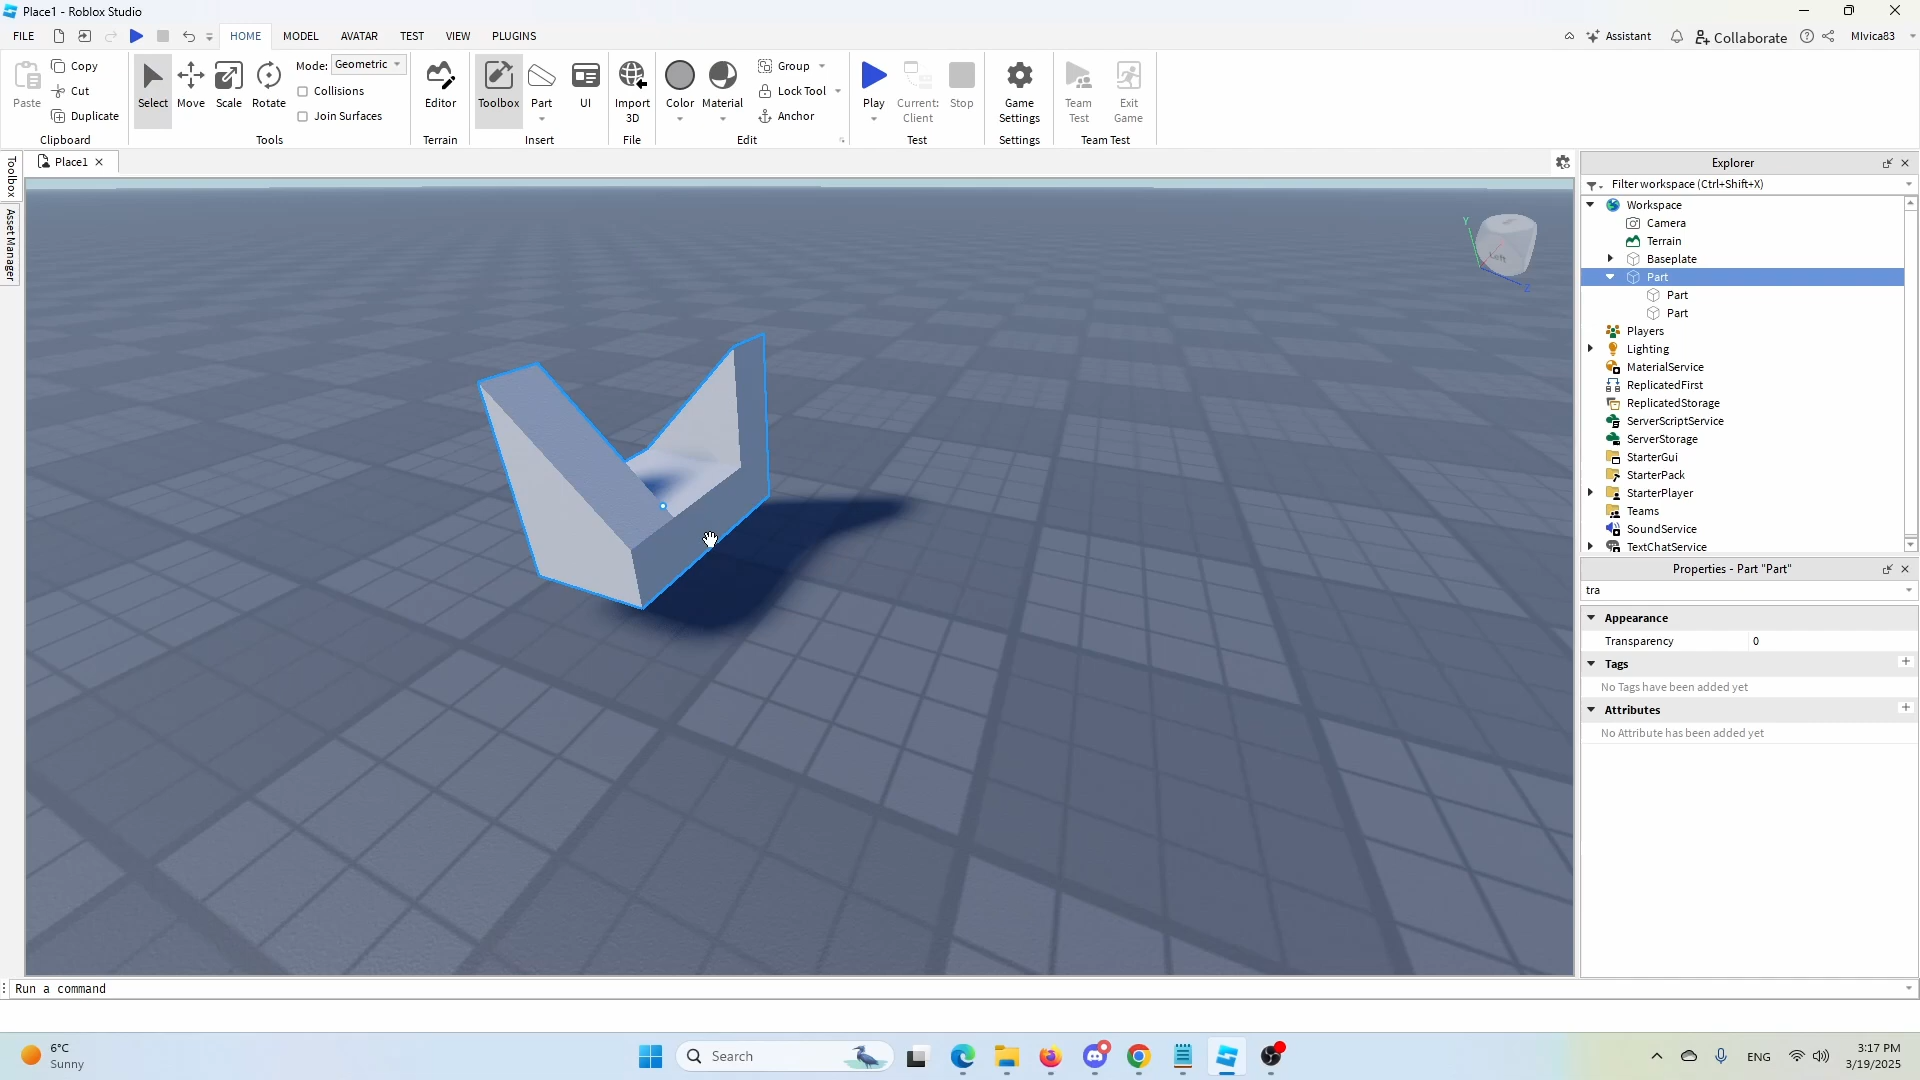 Place1 - Roblox Studio
FILE
HOME
MODEL
AVATAR
TEST
VIEW
PLUGINS
Assistant
Collaborate
MIvica83
Paste
Copy
Cut
Duplicate
Clipboard
Select
Move
Scale
Rotate
Mode: Geometric
Collisions
Join Surfaces
Tools
Editor
Terrain
Toolbox
Part
UI
Insert
Import
3D
File
Color
Material
Group
Lock Tool
Anchor
Edit
Play
Current:
Client
Stop
Test
Game
Settings
Settings
Team
Test
Exit
Game
Team Test
Toolbox
Asset Manager
Place1
Y
Left
Z
Explorer
Filter workspace (Ctrl+Shift+X)
Workspace
Camera
Terrain
Baseplate
Part
Part
Part
Players
Lighting
MaterialService
ReplicatedFirst
ReplicatedStorage
ServerScriptService
ServerStorage
StarterGui
StarterPack
StarterPlayer
Teams
SoundService
TextChatService
Properties - Part "Part"
tra
Appearance
Transparency 0
Tags
No Tags have been added yet
Attributes
No Attribute has been added yet
Run a command
6°C
Sunny
Search
ENG
3:17 PM
3/19/2025